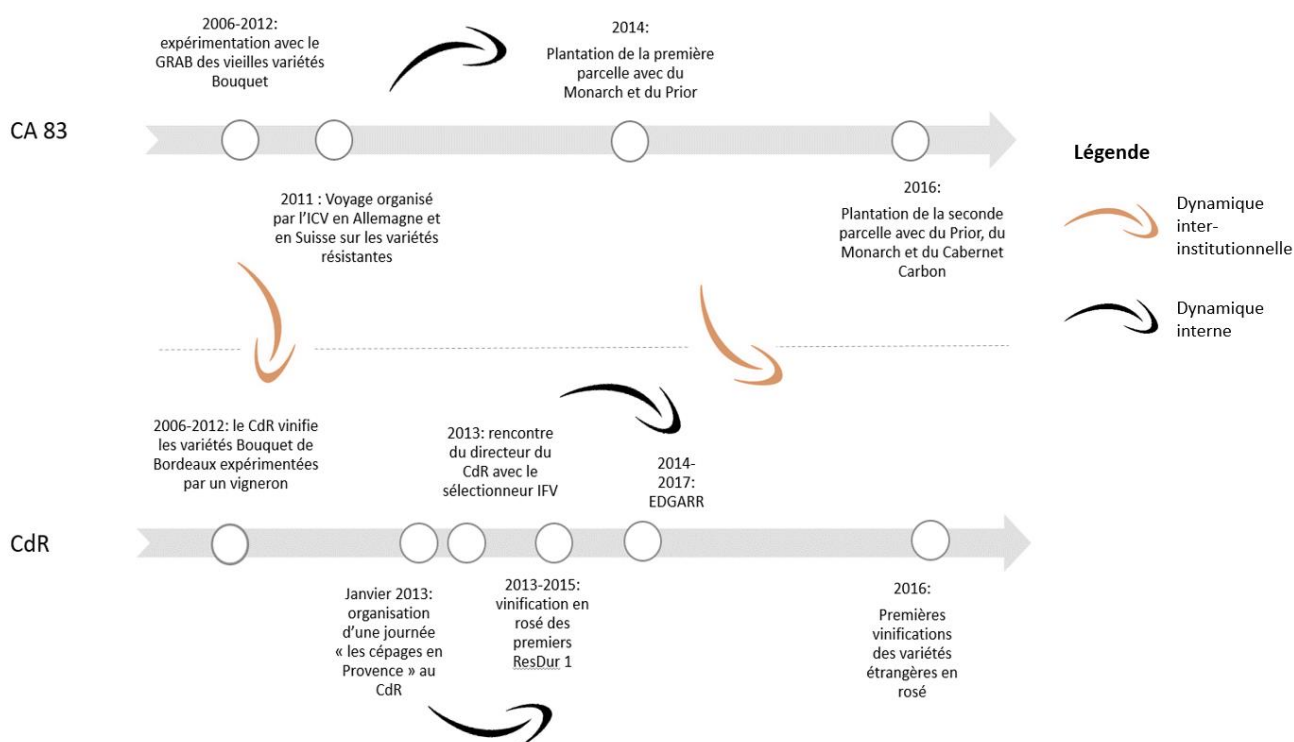 2006-2012:
expérimentation avec le
GRAB des vieilles variétés
Bouquet
2014:
Plantation de la première
parcelle avec du
Monarch et du Prior
CA 83
2011 : Voyage organisé
par l’ICV en Allemagne et
en Suisse sur les variétés
résistantes
2016:
Plantation de la seconde
parcelle avec du Prior, du
Monarch et du Cabernet
Carbon
Légende
Dynamique
inter-
institutionnelle
Dynamique
interne
2006-2012: le CdR vinifie
les variétés Bouquet de
Bordeaux expérimentées
par un vigneron
2013: rencontre
du directeur du
CdR avec le
sélectionneur IFV
2014-
2017:
EDGARR
CdR
Janvier 2013:
organisation
d’une journée
« les cépages en
Provence » au
CdR
2013-2015:
vinification en
rosé des
premiers
ResDur 1
2016:
Premières
vinifications
des variétés
étrangères en
rosé